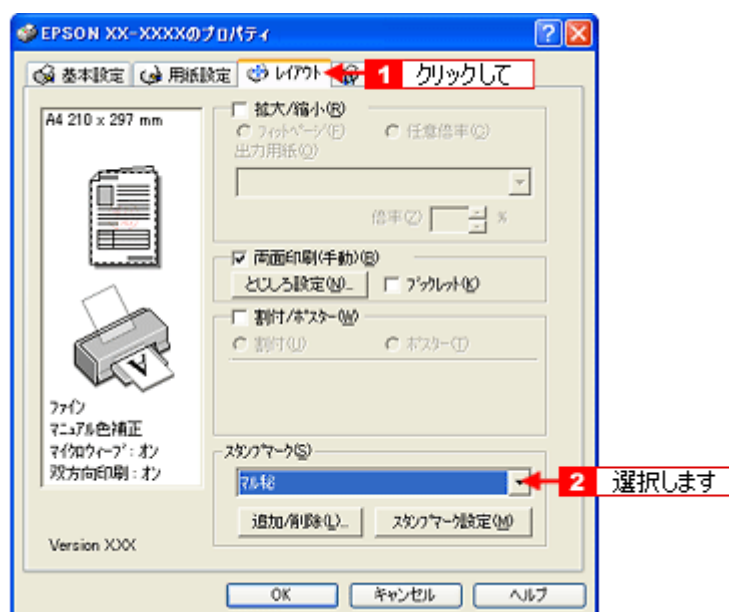 EPSON XX-XXXXのプロパティ
基本設定 用紙設定 レイアウト 1 クリックして
A4 210 x 297 mm
拡大/縮小(R)
フィットページ(F) 任意倍率(C)
出力用紙(O)
倍率(Z) %
両面印刷(手動)(B)
とじしろ設定(N)... ブックレット(K)
割付/ポスター(W)
割付(U) ポスター(T)
ファイン
マニュアル色補正
マイクロウィーブ : オン
双方向印刷 : オン
スタンプマーク(S)
マル秘 2 選択します
追加/削除(L)... スタンプマーク設定(M)
Version XXX
OK キャンセル ヘルプ